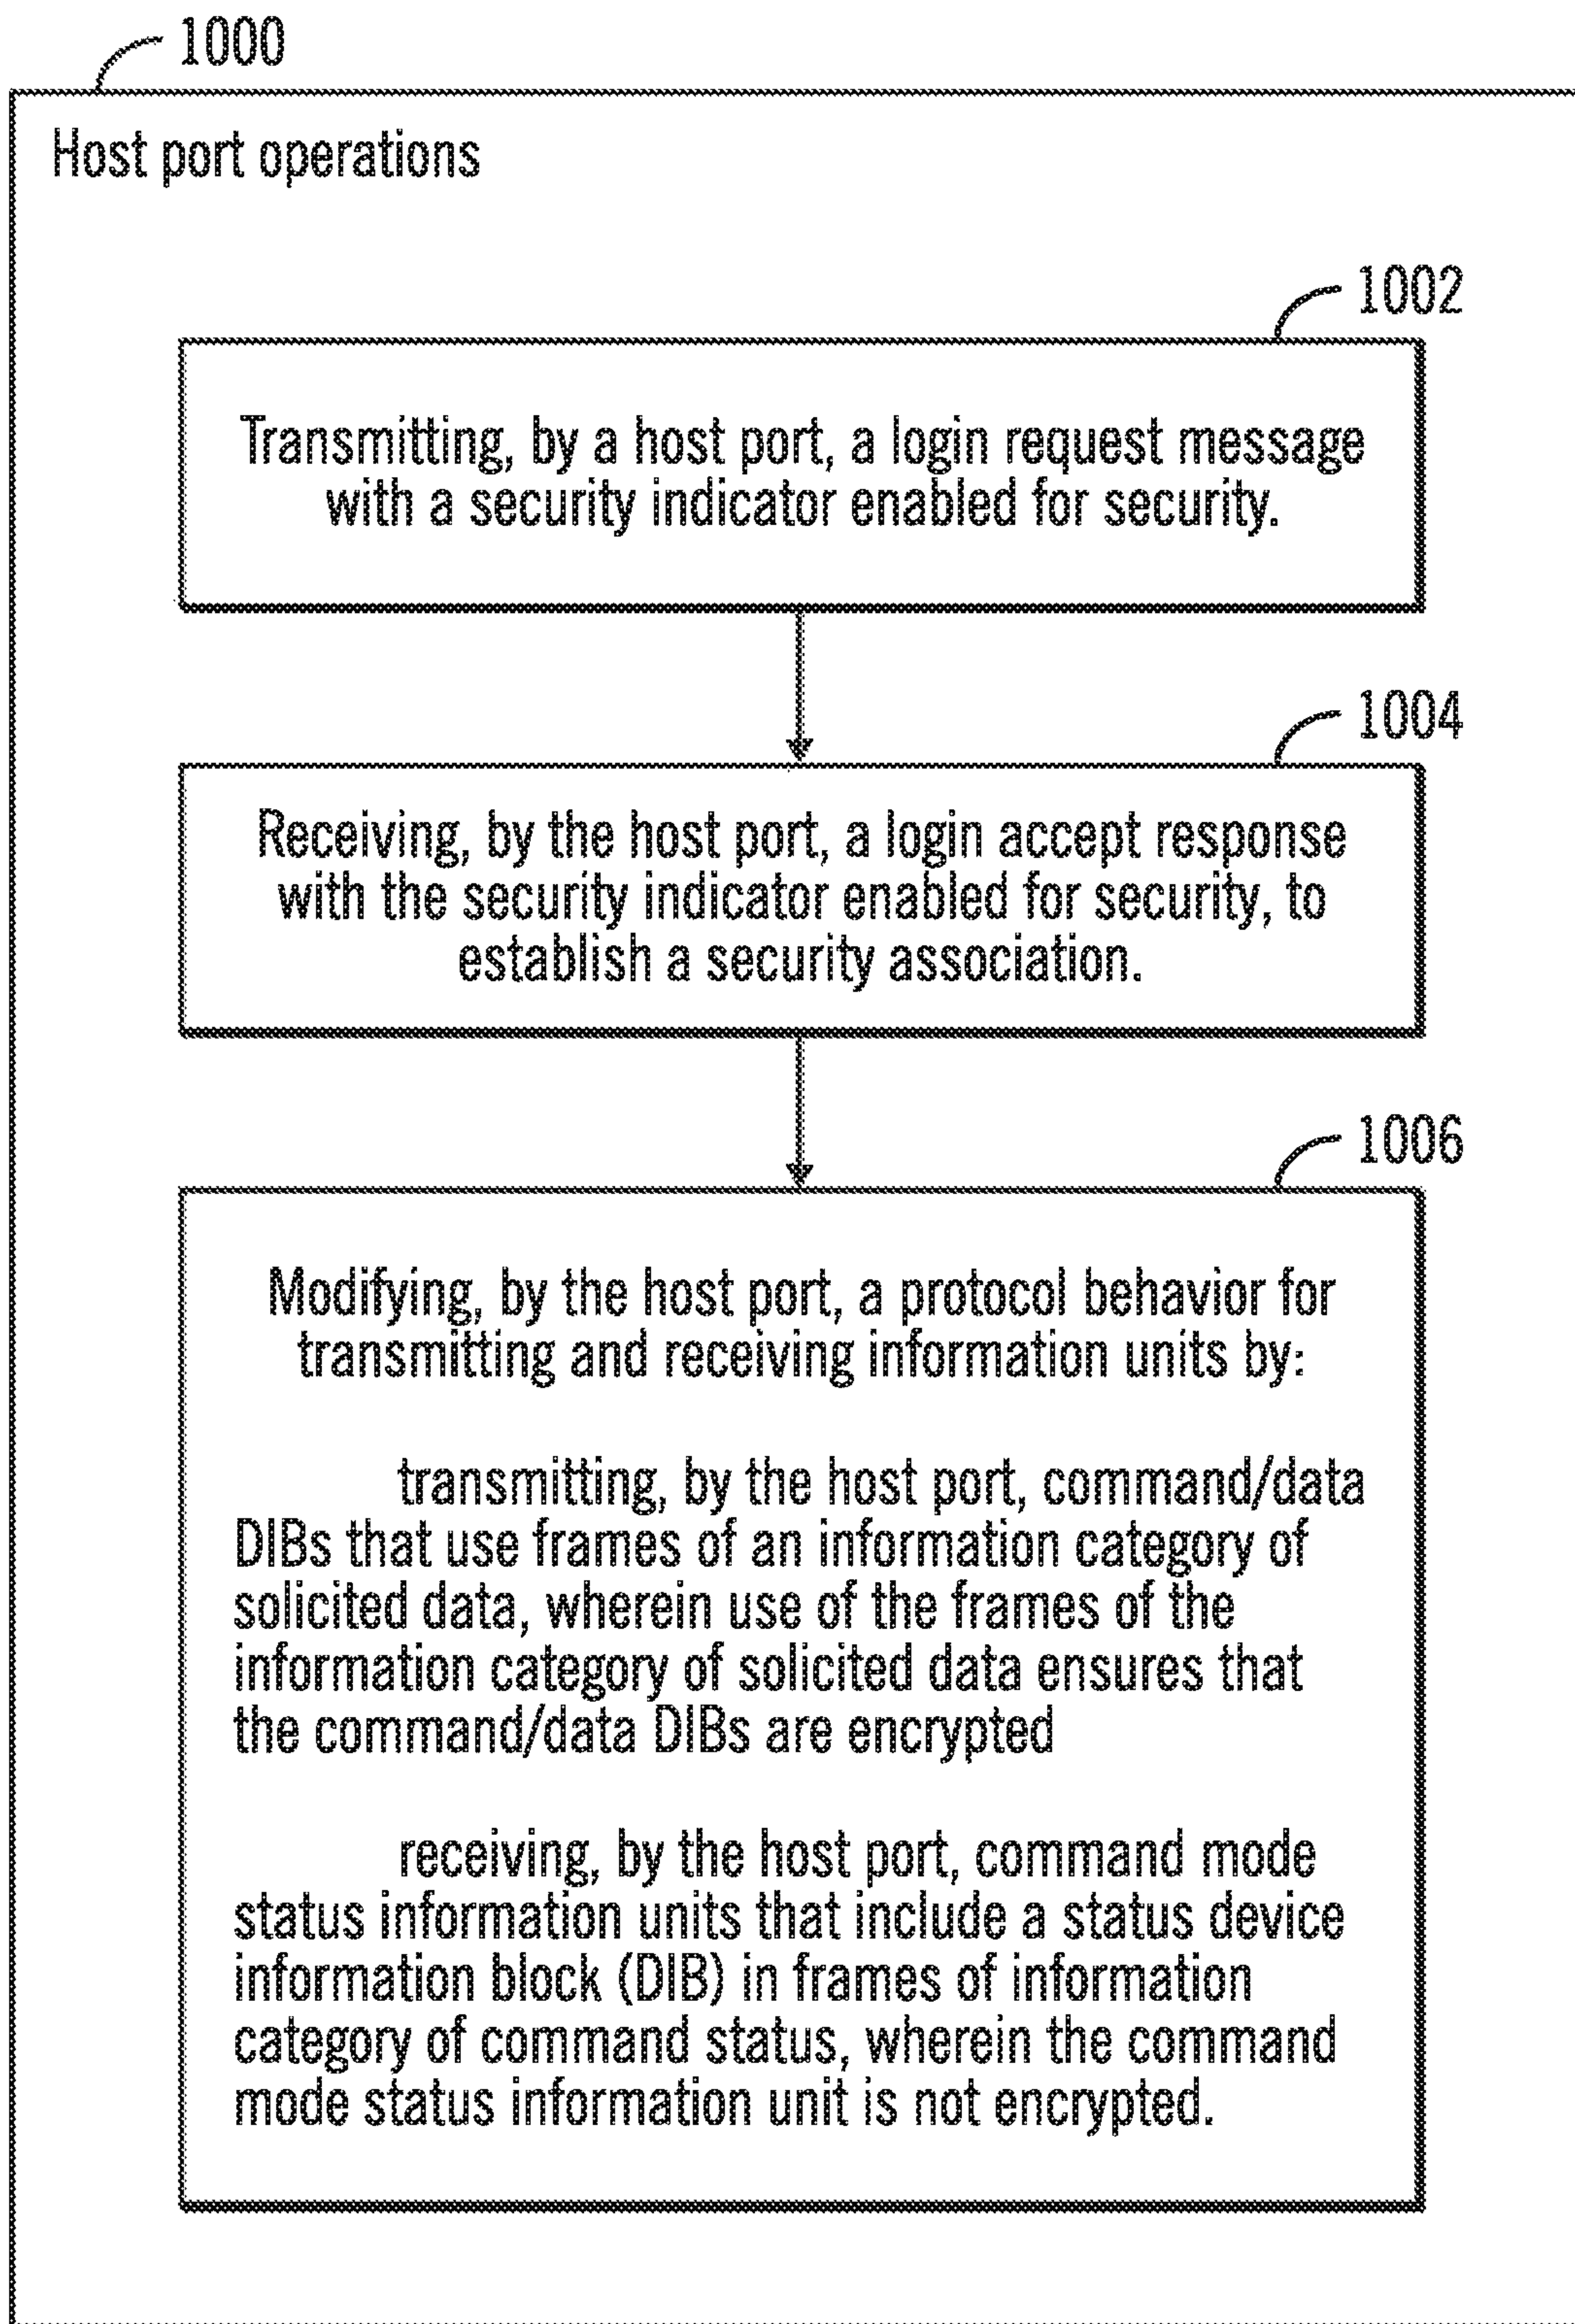 1000
Host port operations
1002
Transmitting, by a host port, a login request message
with a security indicator enabled for security.
1004
Receiving, by the host port, a login accept response
with the security indicator enabled for security, to
establish a security association.
1006
Modifying, by the host port, a protocol behavior for
transmitting and receiving information units by:
transmitting, by the host port, command/data
DIBs that use frames of an information category of
solicited data, wherein use of the frames of the
information category of solicited data ensures that
the command/data DIBs are encrypted
receiving, by the host port, command mode
status information units that include a status device
information block (DIB) in frames of information
category of command status, wherein the command
mode status information unit is not encrypted.